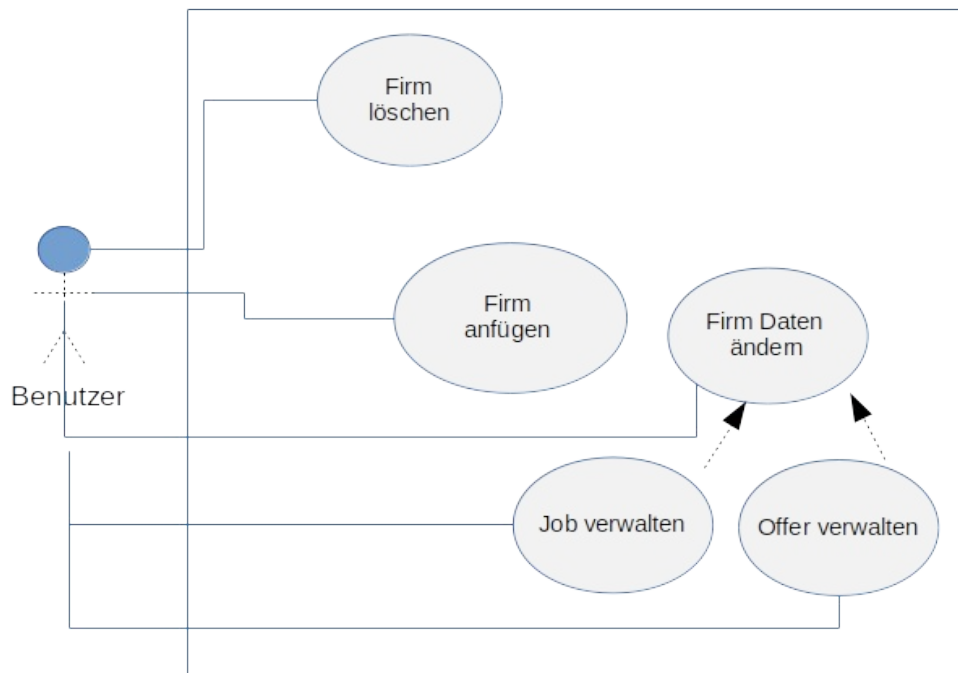 Firm
löschen
Firm
anfügen
Firm Daten
ändern
Benutzer
Job verwalten
Offer verwalten